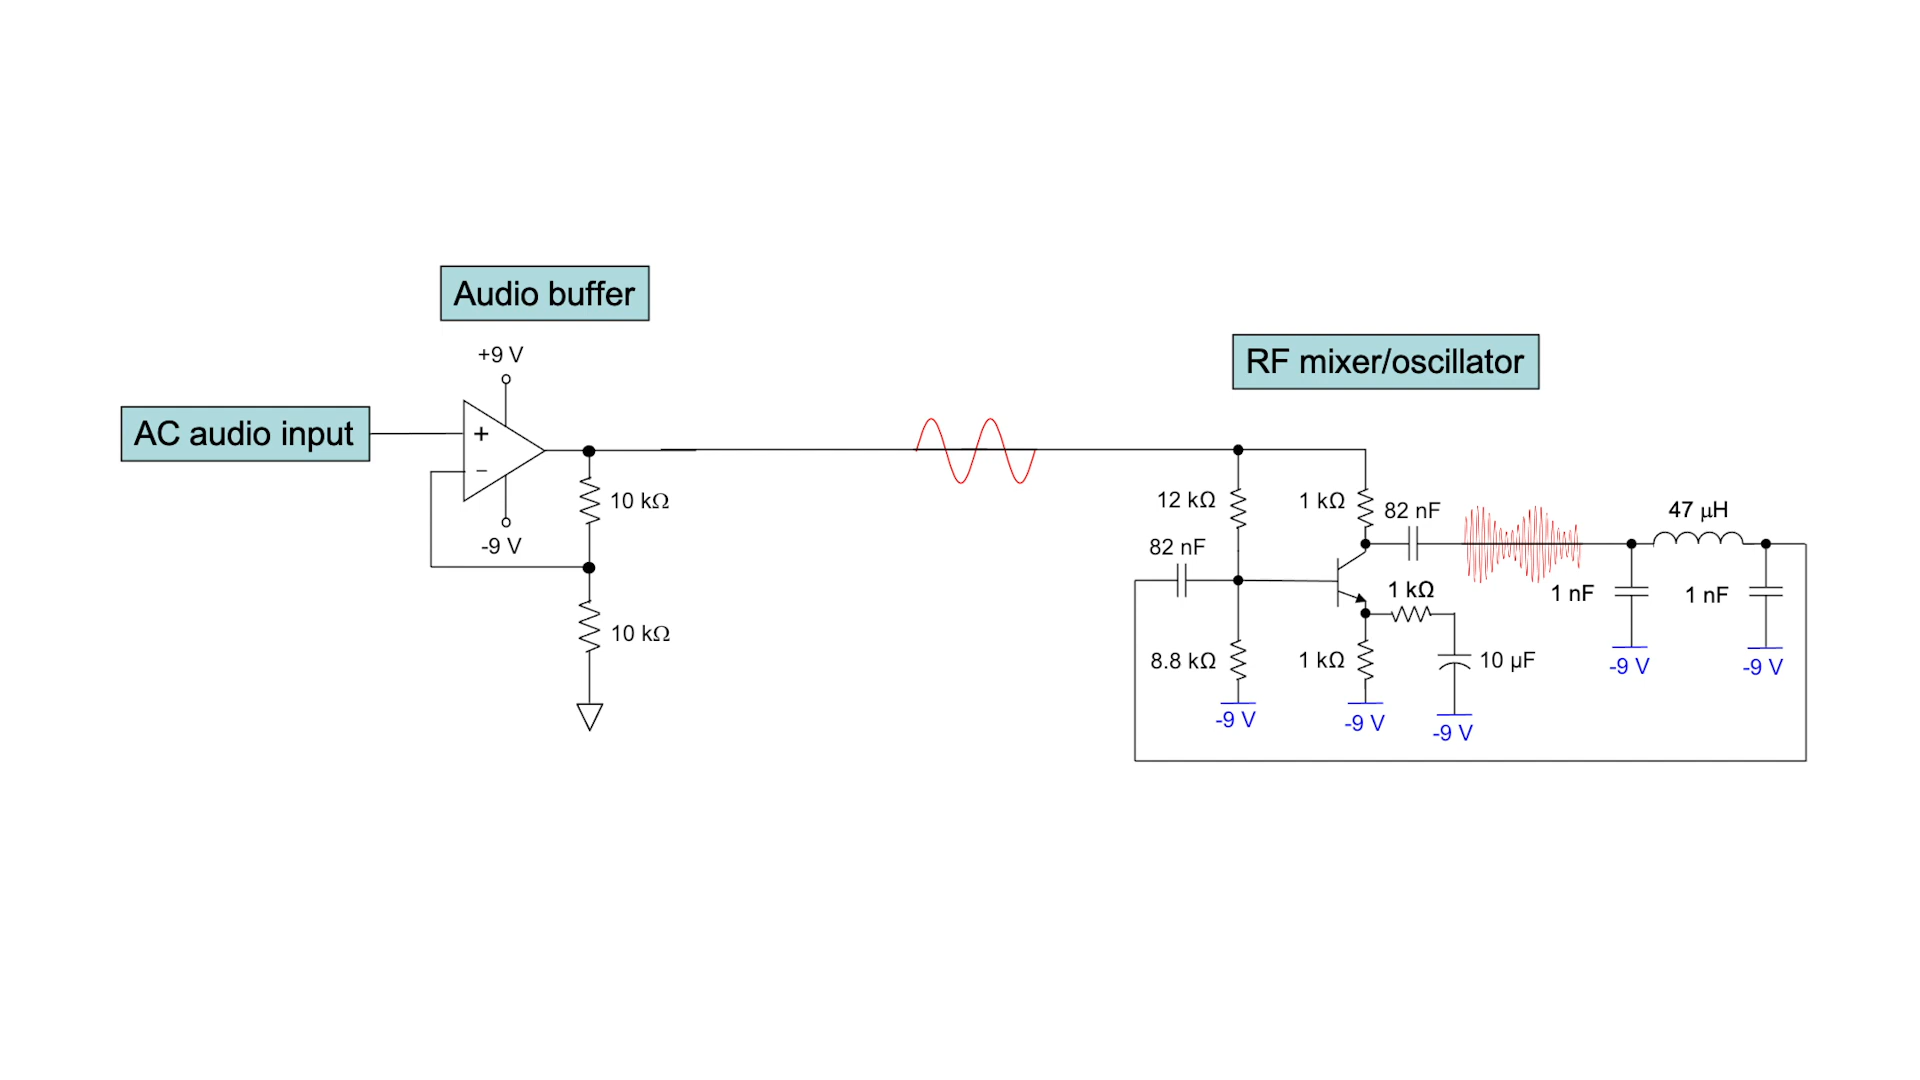 Audio buffer
+9 V
RF mixer/oscillator
AC audio input
+
−
-9 V
10 kΩ
10 kΩ
12 kΩ
1 kΩ
82 nF
47 μH
82 nF
1 kΩ
1 nF
1 nF
8.8 kΩ
1 kΩ
10 μF
-9 V
-9 V
-9 V
-9 V
-9 V